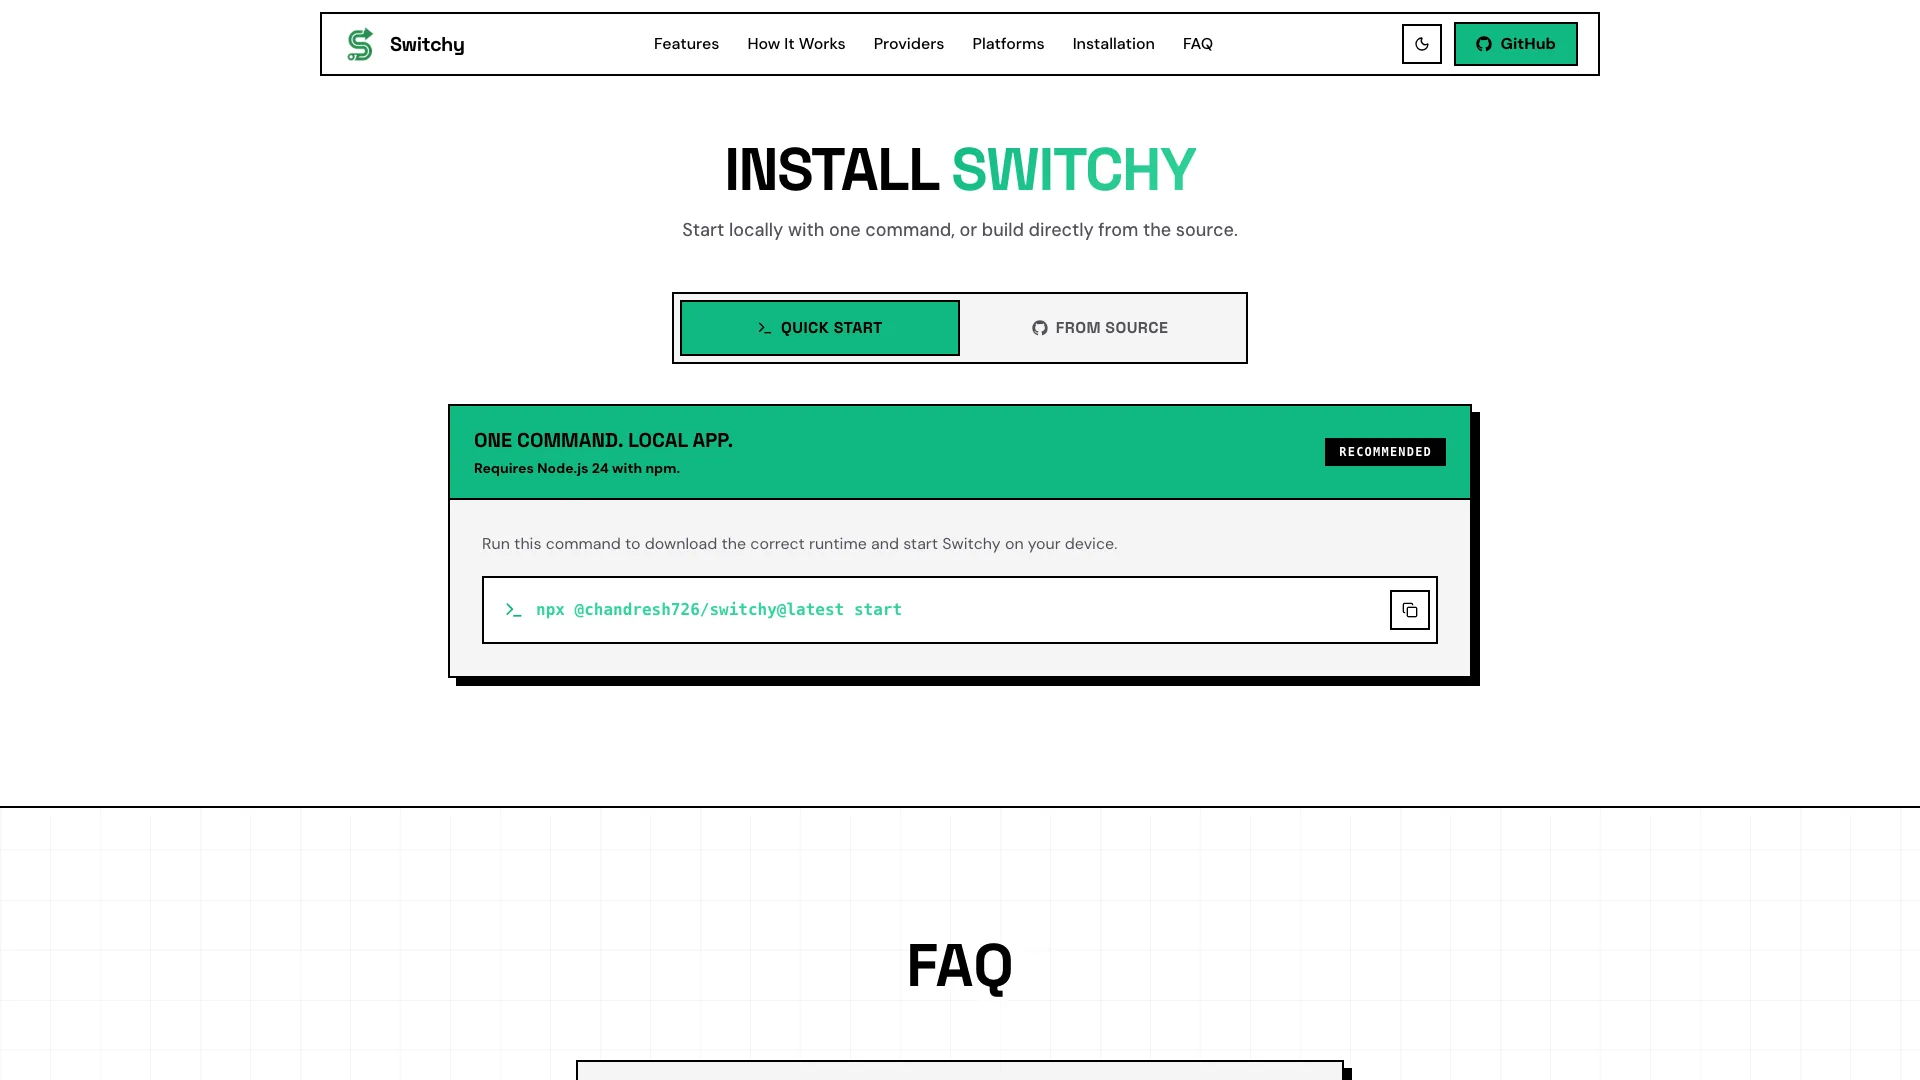 Switchy
Features
How It Works
Providers
Platforms
Installation
FAQ
GitHub
INSTALL SWITCHY
Start locally with one command, or build directly from the source.
QUICK START
FROM SOURCE
ONE COMMAND. LOCAL APP.
Requires Node.js 24 with npm.
RECOMMENDED
Run this command to download the correct runtime and start Switchy on your device.
npx @chandresh726/switchy@latest start
FAQ